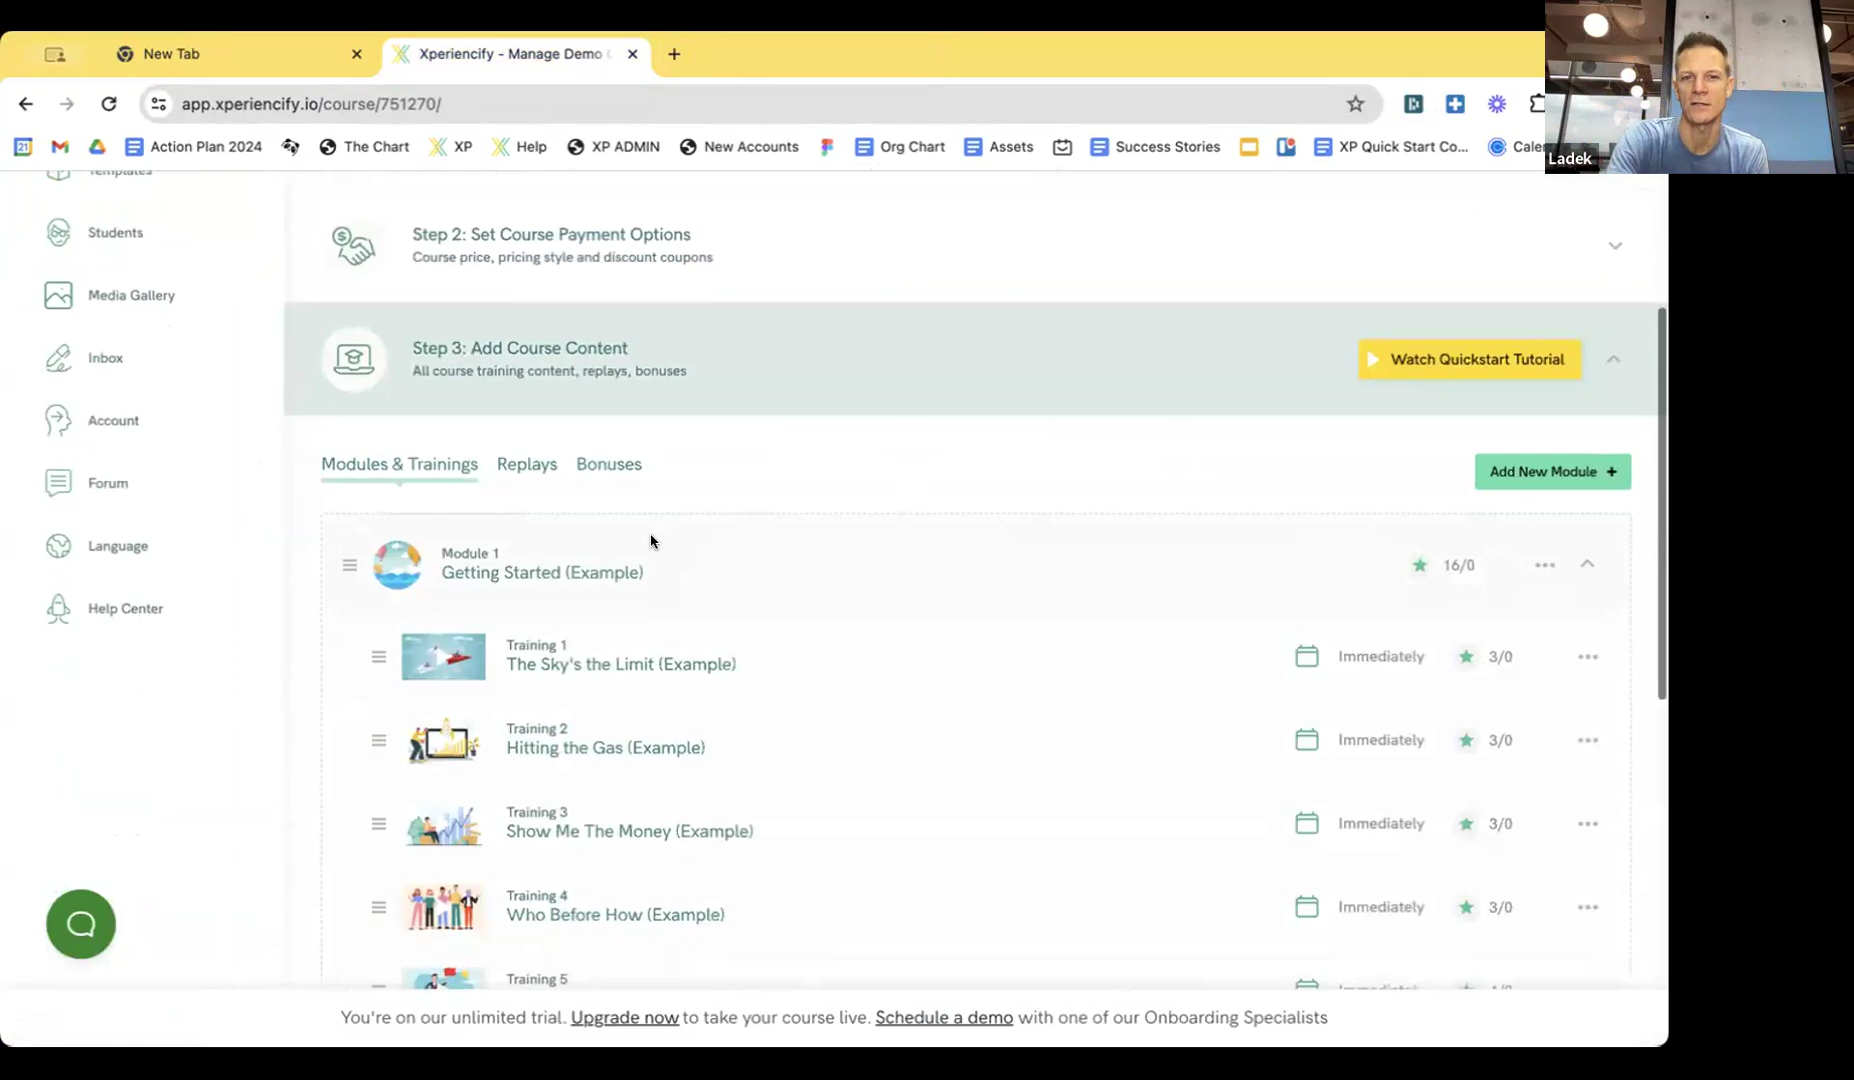 New Tab
Xperiencify - Manage Demo
app.xperiencify.io/course/751270/
21
Action Plan 2024
The Chart
XP
Help
XP ADMIN
New Accounts
Org Chart
Assets
Success Stories
XP Quick Start Co...
Ladek
Templates
Students
Media Gallery
Inbox
Account
Forum
Language
Help Center
Step 2: Set Course Payment Options
Course price, pricing style and discount coupons
Step 3: Add Course Content
All course training content, replays, bonuses
Watch Quickstart Tutorial
Modules & Trainings
Replays
Bonuses
Add New Module +
Module 1
Getting Started (Example)
16/0
Training 1
The Sky's the Limit (Example)
Immediately
3/0
Training 2
Hitting the Gas (Example)
Immediately
3/0
Training 3
Show Me The Money (Example)
Immediately
3/0
Training 4
Who Before How (Example)
Immediately
3/0
Training 5
You're on our unlimited trial. Upgrade now to take your course live. Schedule a demo with one of our Onboarding Specialists